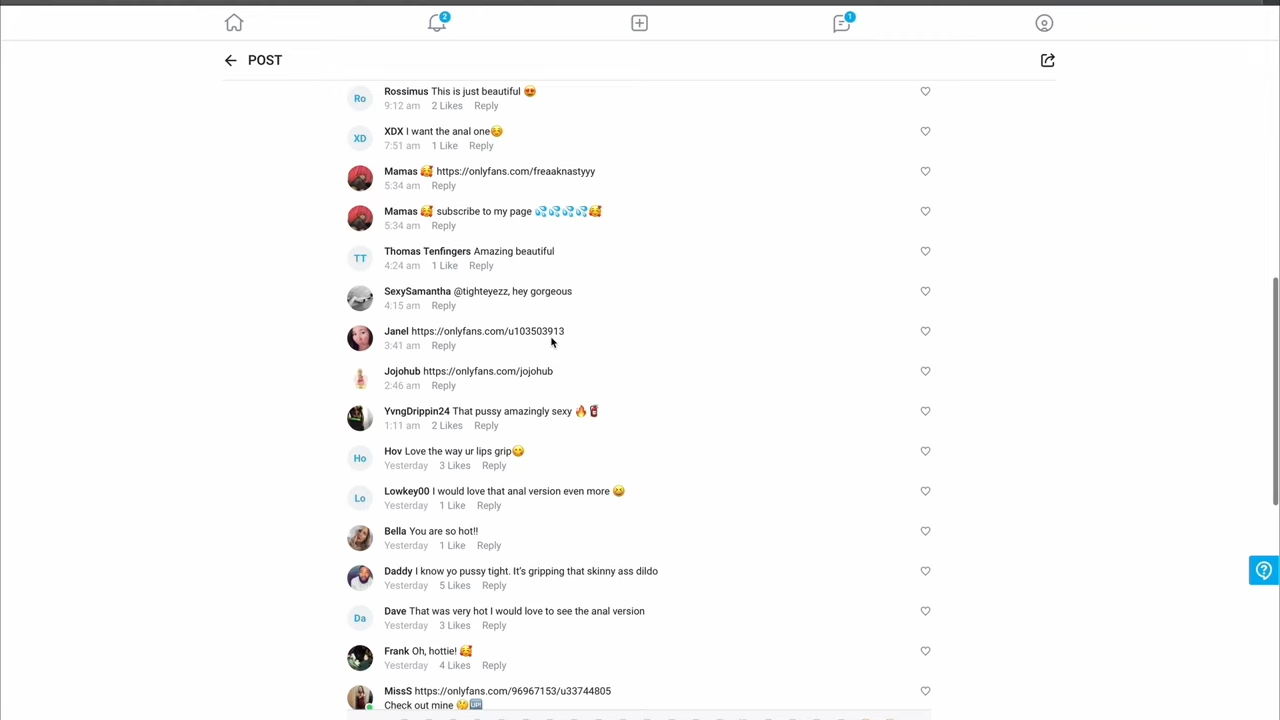 2
1
POST
Ro
Rossimus This is just beautiful 😍
9:12 am 2 Likes Reply
XD
XDX I want the anal one☺️
7:51 am 1 Like Reply
Mamas 🥰 https://onlyfans.com/freaaknastyyy
5:34 am Reply
Mamas 🥰 subscribe to my page 💦💦💦💦🥰
5:34 am Reply
TT
Thomas Tenfingers Amazing beautiful
4:24 am 1 Like Reply
SexySamantha @tighteyezz, hey gorgeous
4:15 am Reply
Janel https://onlyfans.com/u103503913
3:41 am Reply
Jojohub https://onlyfans.com/jojohub
2:46 am Reply
YvngDrippin24 That pussy amazingly sexy 🔥🧯
1:11 am 2 Likes Reply
Ho
Hov Love the way ur lips grip😋
Yesterday 3 Likes Reply
Lo
Lowkey00 I would love that anal version even more 😆
Yesterday 1 Like Reply
Bella You are so hot!!
Yesterday 1 Like Reply
Daddy I know yo pussy tight. It's gripping that skinny ass dildo
Yesterday 5 Likes Reply
Da
Dave That was very hot I would love to see the anal version
Yesterday 3 Likes Reply
Frank Oh, hottie! 🥰
Yesterday 4 Likes Reply
MissS https://onlyfans.com/96967153/u33744805
Check out mine 🤔🆙